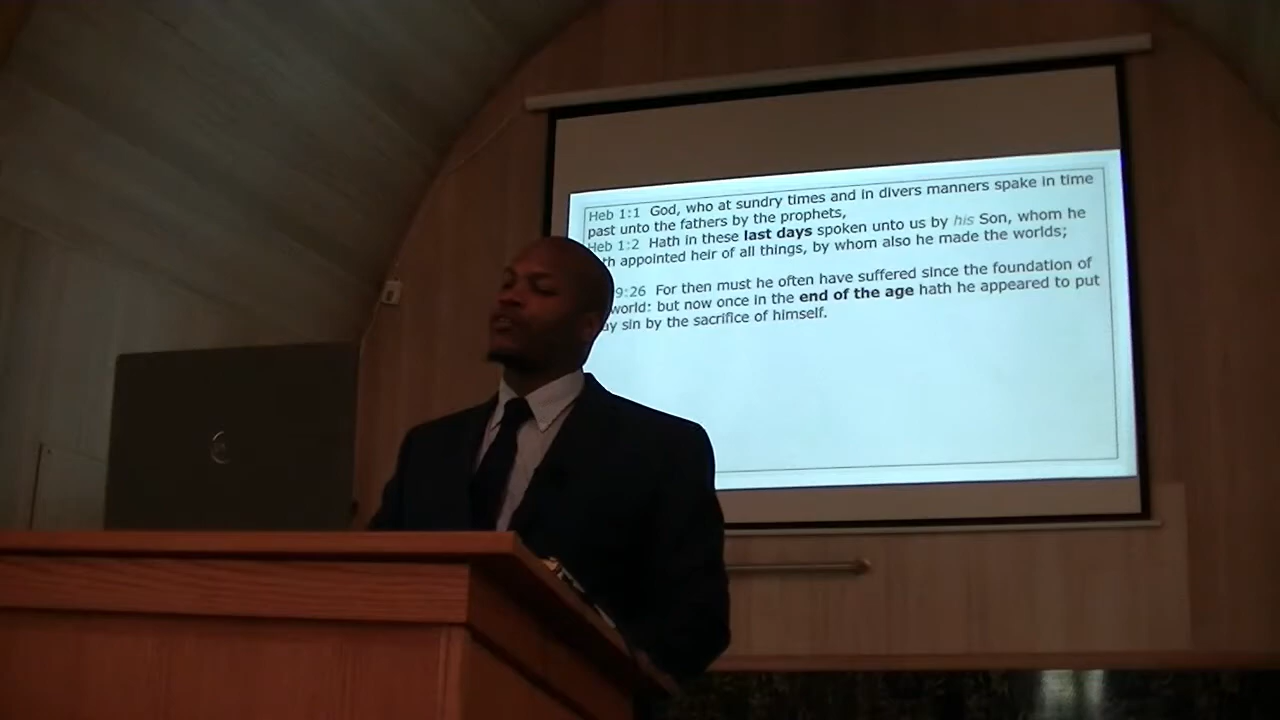 Heb 1:1 God, who at sundry times and in divers manners spake in time
past unto the fathers by the prophets,
Heb 1:2 Hath in these last days spoken unto us by his Son, whom he
th appointed heir of all things, by whom also he made the worlds;
9:26 For then must he often have suffered since the foundation of
world: but now once in the end of the age hath he appeared to put
ay sin by the sacrifice of himself.